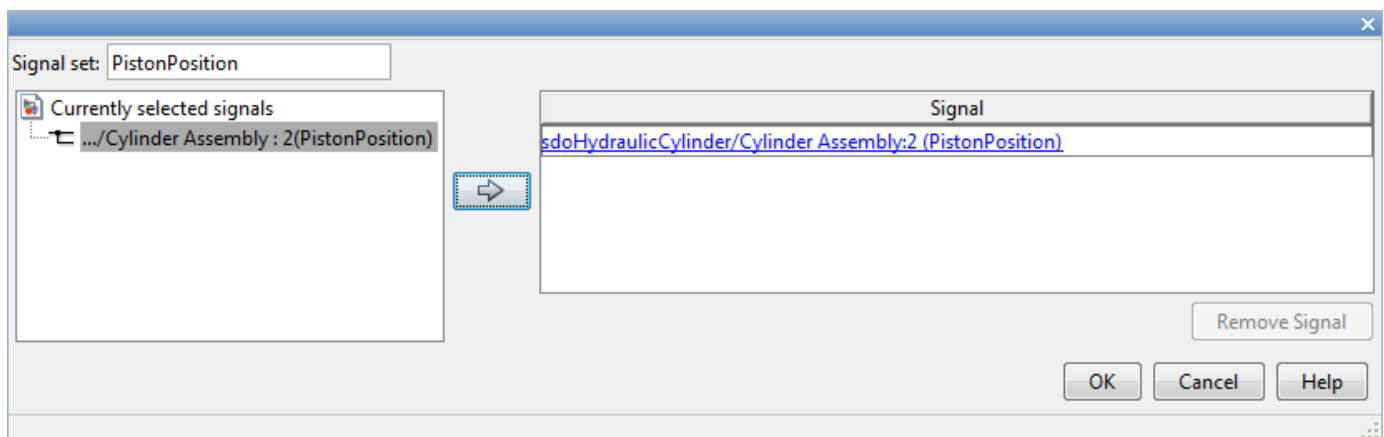 Signal set: PistonPosition
Currently selected signals
.../Cylinder Assembly : 2(PistonPosition)
Signal
sdoHydraulicCylinder/Cylinder Assembly:2 (PistonPosition)
Remove Signal
OK Cancel Help